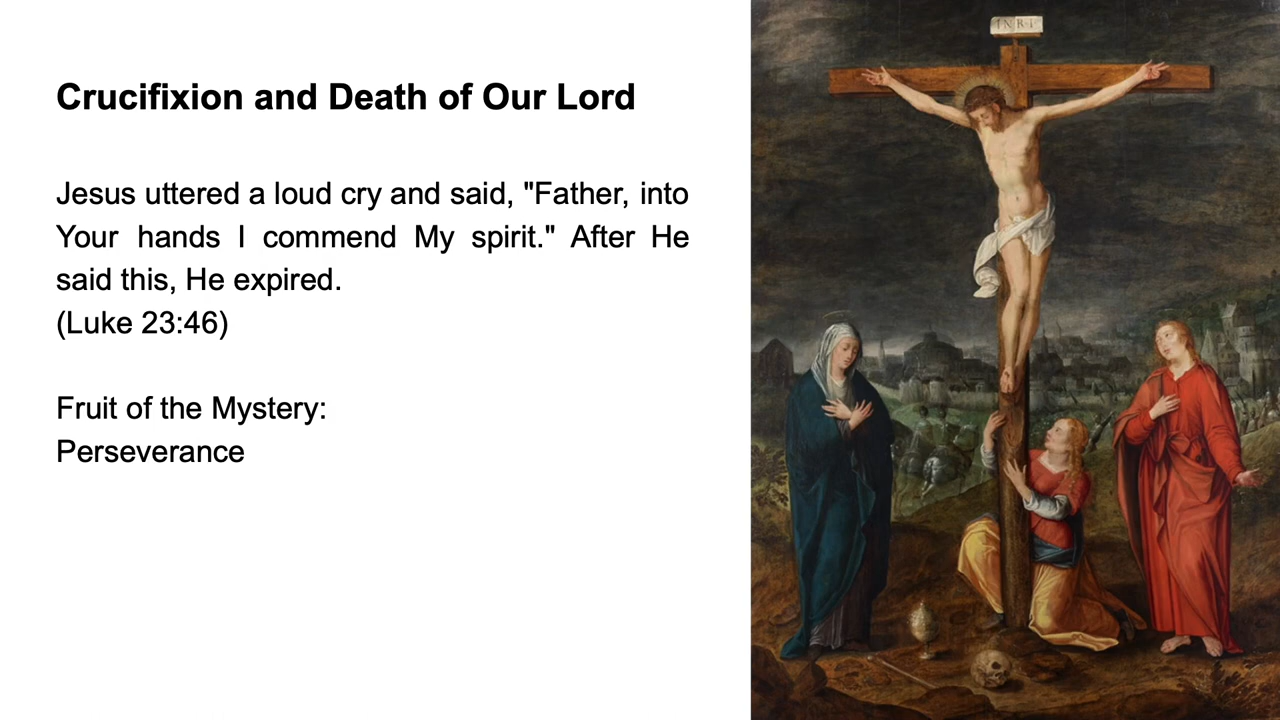 Crucifixion and Death of Our Lord
Jesus uttered a loud cry and said, "Father, into
Your hands I commend My spirit." After He
said this, He expired.
(Luke 23:46)
Fruit of the Mystery:
Perseverance
INRI